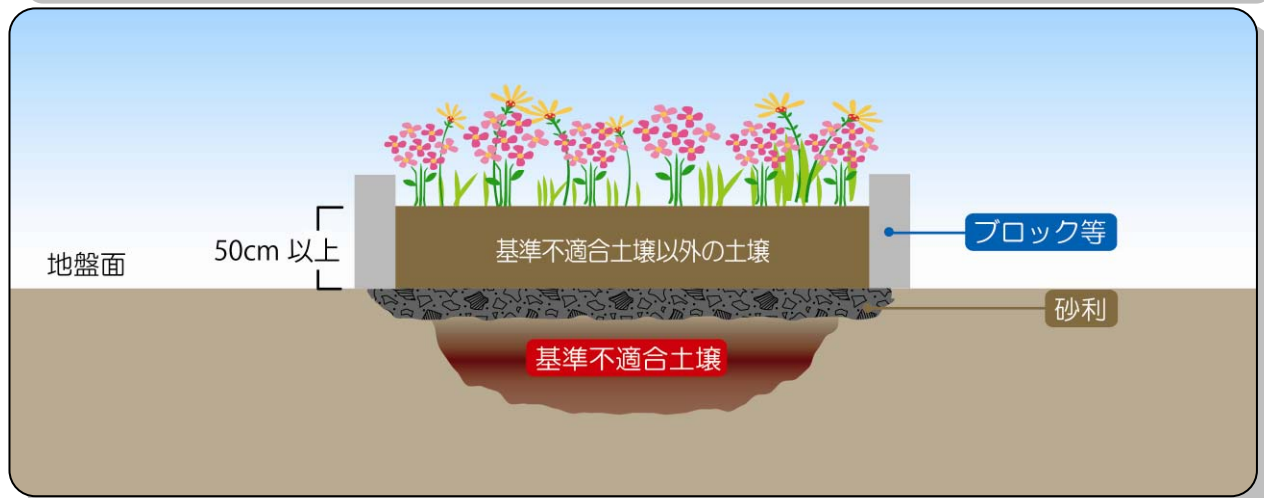 50cm 以上
基準不適合土壌以外の土壌
ブロック等
地盤面
砂利
基準不適合土壌